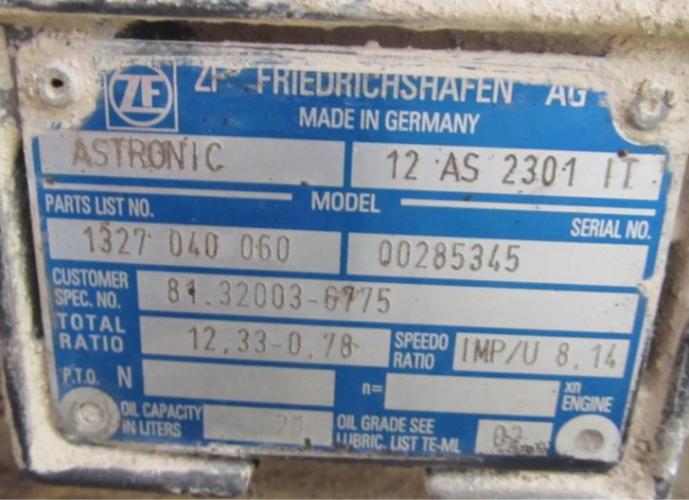 ZF ZF FRIEDRICHSHAFEN AG
MADE IN GERMANY
ASTRONIC 12 AS 2301 IT
PARTS LIST NO. MODEL
SERIAL NO.
1327 040 060 00285345
CUSTOMER SPEC. NO. 81.32003-6775
TOTAL RATIO 12,33-0,78 SPEEDO RATIO IMP/U 8,14
P.T.O. N n= xn ENGINE
OIL CAPACITY IN LITERS 21 OIL GRADE SEE LUBRIC. LIST TE-ML 02